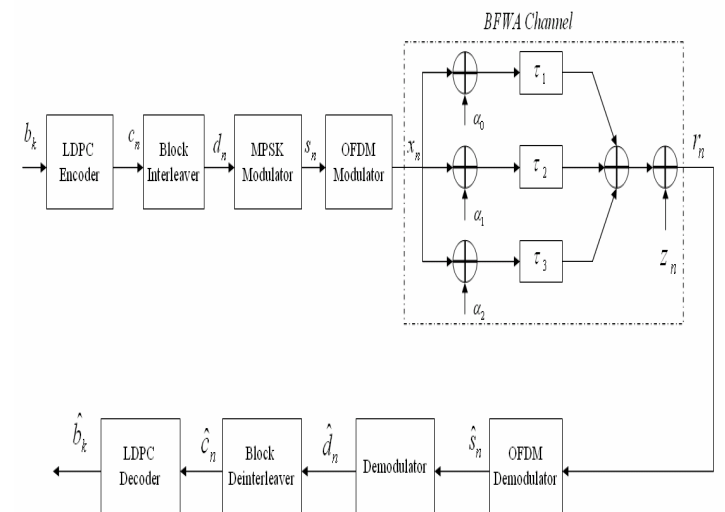 BFWA Channel
b_k
LDPC Encoder
c_n
Block Interleaver
d_n
MPSK Modulator
s_n
OFDM Modulator
x_n
α_0
τ_1
α_1
τ_2
α_2
τ_3
z_n
r_n
b̂_k
LDPC Decoder
ĉ_n
Block Deinterleaver
d̂_n
Demodulator
ŝ_n
OFDM Demodulator